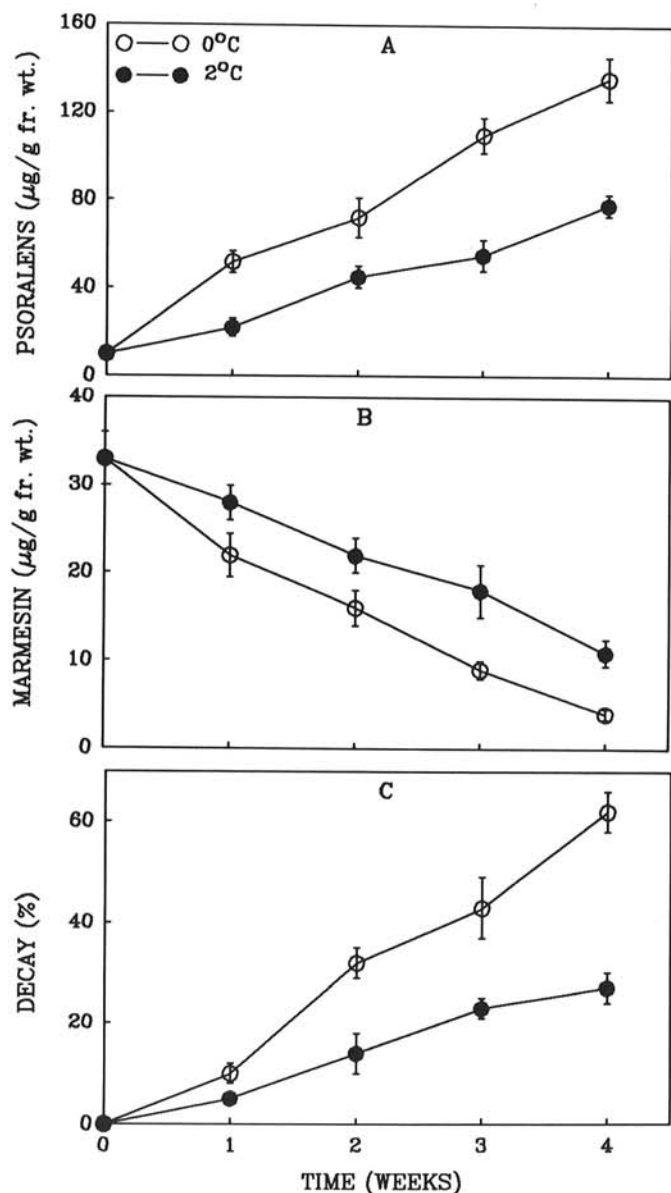 160
A
0°C
2°C
120
80
40
0
PSORALENS (µg/g fr. wt.)
40
B
30
20
10
0
MARMESIN (µg/g fr. wt.)
C
60
40
20
0
DECAY (%)
0 1 2 3 4
TIME (WEEKS)